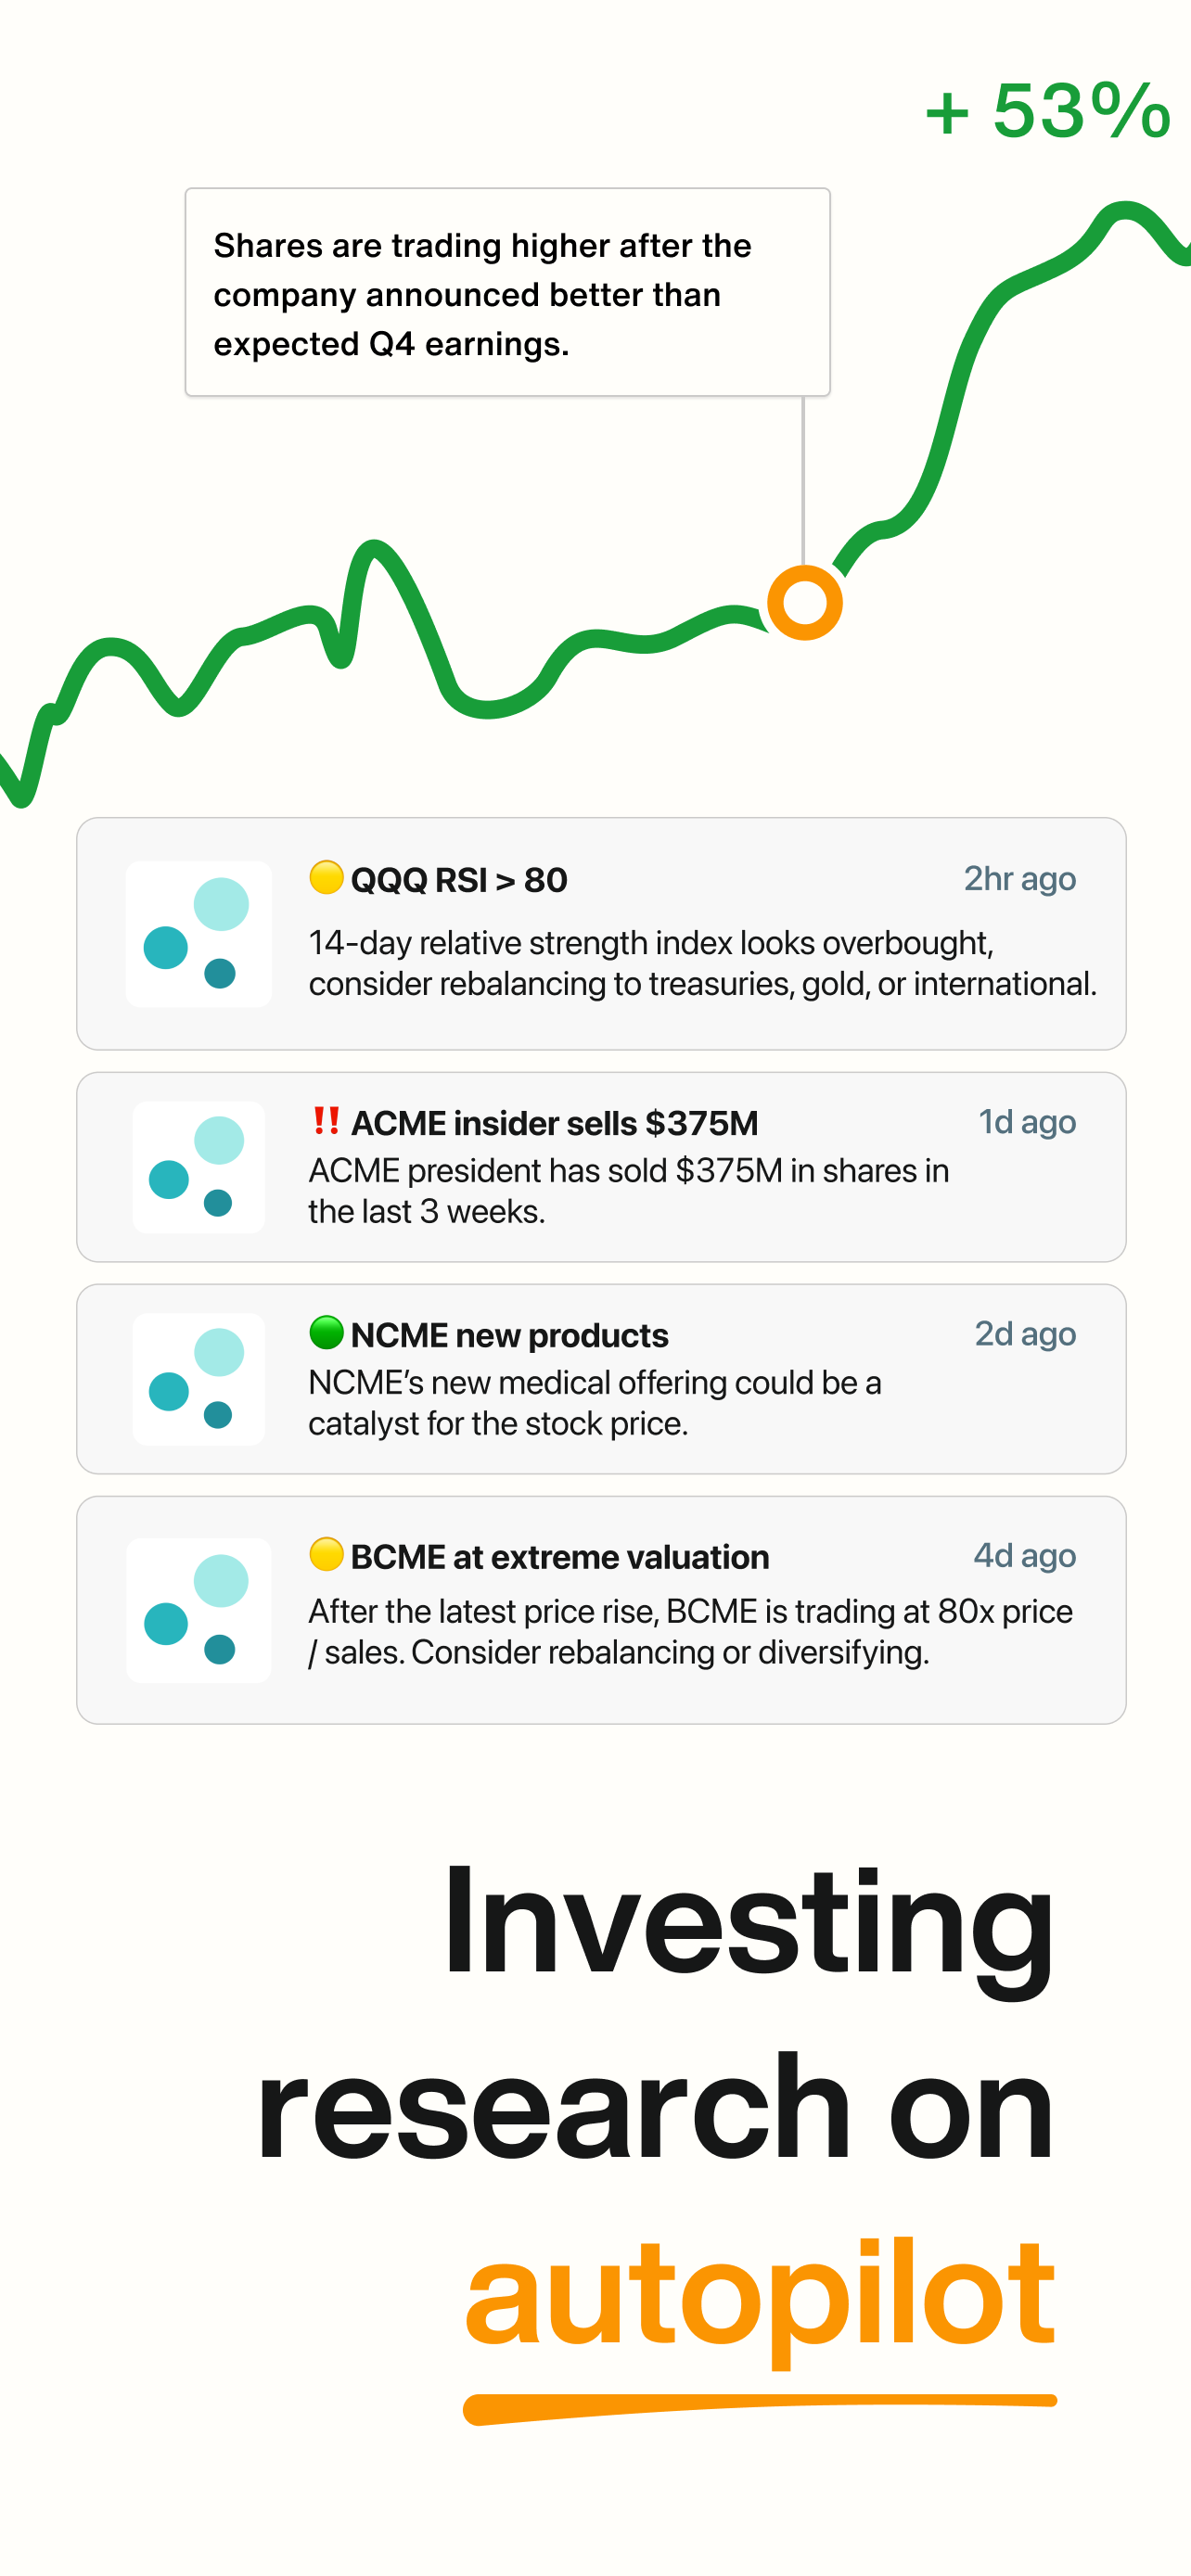 + 53%
Shares are trading higher after the
company announced better than
expected Q4 earnings.
🟡 QQQ RSI > 80
2hr ago
14-day relative strength index looks overbought,
consider rebalancing to treasuries, gold, or international.
‼️ ACME insider sells $375M
1d ago
ACME president has sold $375M in shares in
the last 3 weeks.
🟢 NCME new products
2d ago
NCME’s new medical offering could be a
catalyst for the stock price.
🟡 BCME at extreme valuation
4d ago
After the latest price rise, BCME is trading at 80x price
/ sales. Consider rebalancing or diversifying.
Investing
research on
autopilot